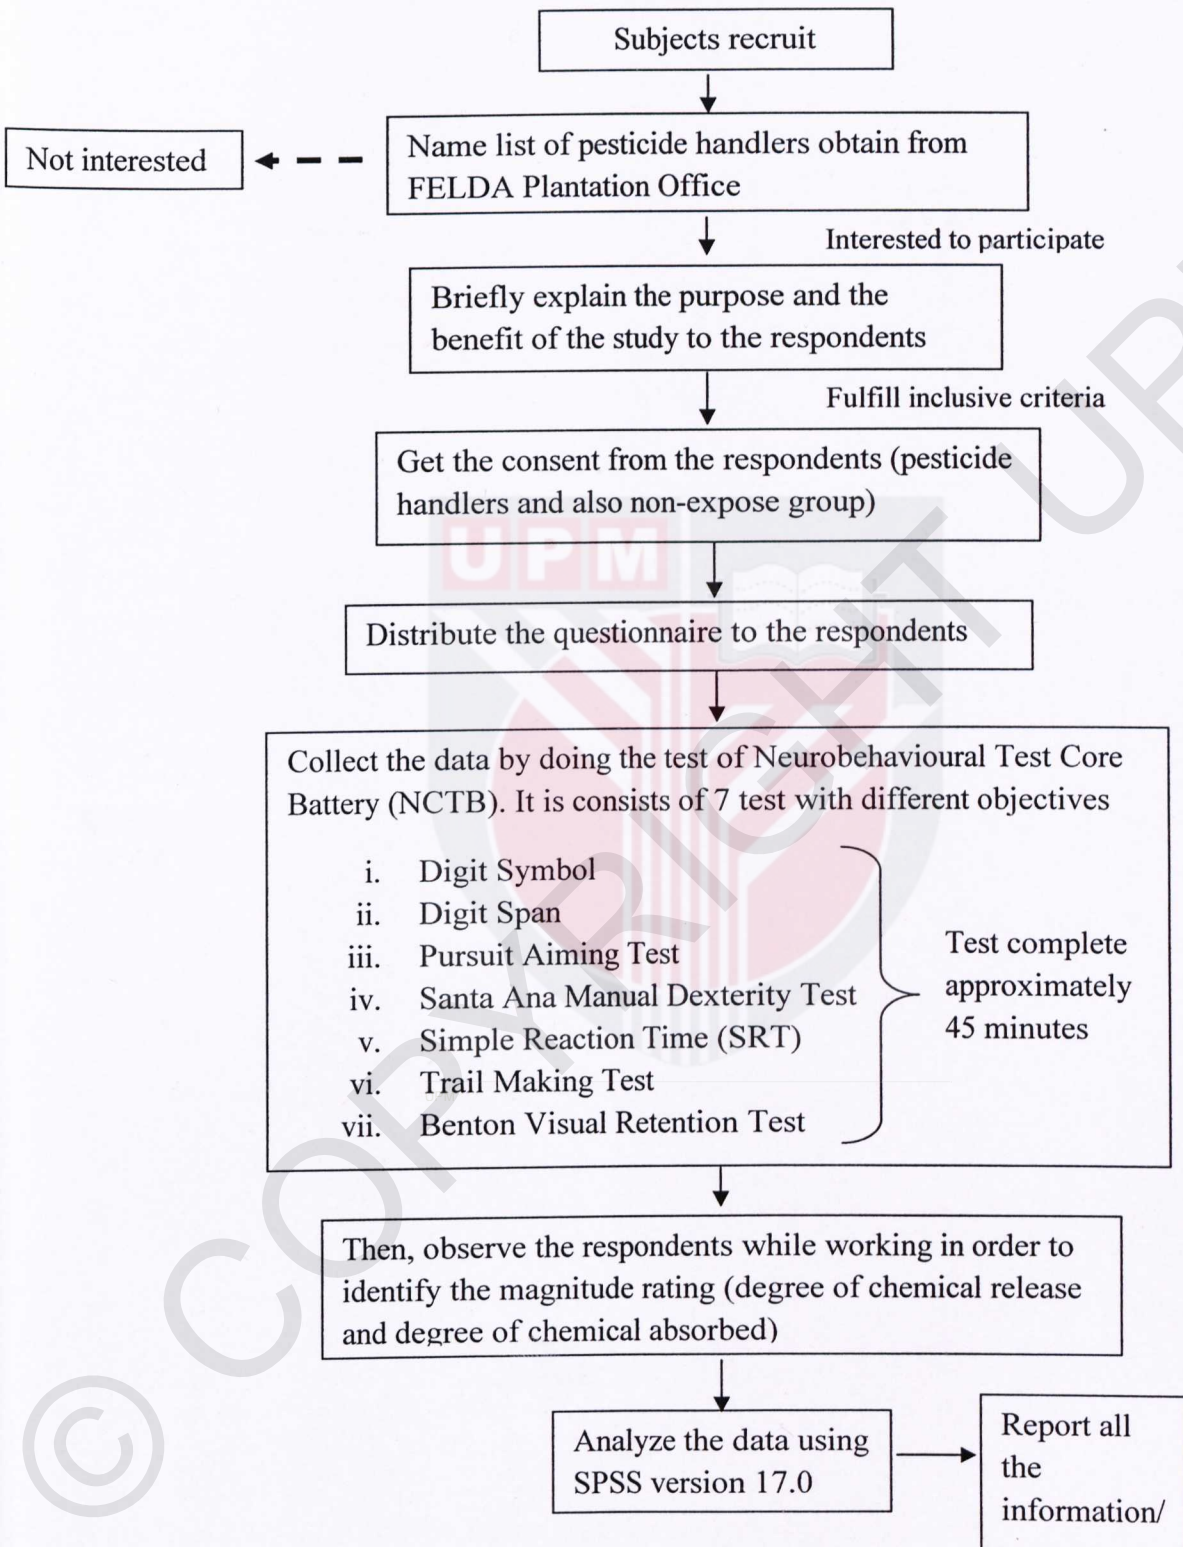 Subjects recruit
Not interested
Name list of pesticide handlers obtain from
FELDA Plantation Office
Interested to participate
Briefly explain the purpose and the
benefit of the study to the respondents
Fulfill inclusive criteria
Get the consent from the respondents (pesticide
handlers and also non-expose group)
UPM
Distribute the questionnaire to the respondents
Collect the data by doing the test of Neurobehavioural Test Core
Battery (NCTB). It is consists of 7 test with different objectives
i. Digit Symbol
ii. Digit Span
iii. Pursuit Aiming Test
iv. Santa Ana Manual Dexterity Test
v. Simple Reaction Time (SRT)
vi. Trail Making Test
vii. Benton Visual Retention Test
Test complete
approximately
45 minutes
Then, observe the respondents while working in order to
identify the magnitude rating (degree of chemical release
and degree of chemical absorbed)
Analyze the data using
SPSS version 17.0
Report all
the
information/
© COPYRIGHT UP